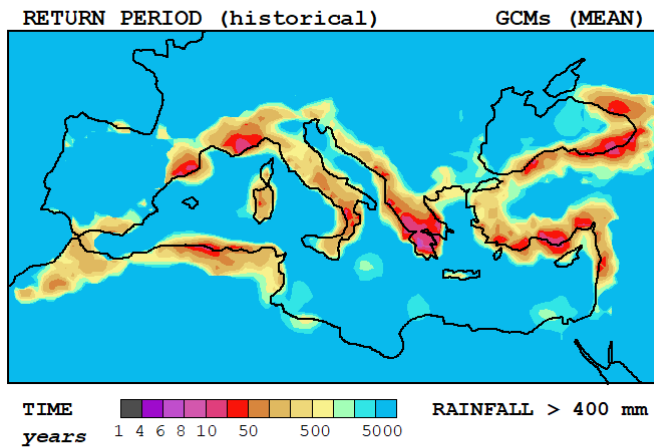 RETURN PERIOD (historical) GCMs (MEAN)
TIME 1 4 6 8 10 50 500 5000 RAINFALL > 400 mm
years